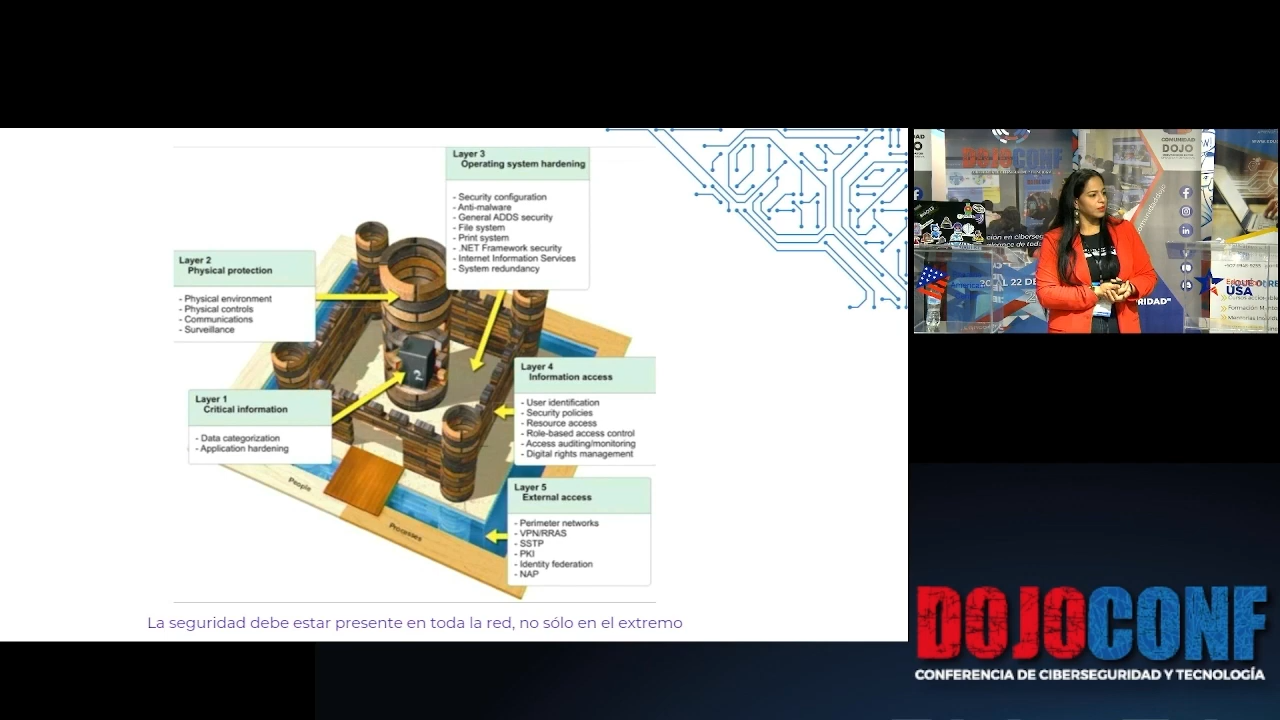 Layer 3
Operating system hardening
- Security configuration
- Anti-malware
- General ADDS security
- File system
- Print system
- .NET Framework security
- Internet Information Services
- System redundancy
Layer 2
Physical protection
- Physical environment
- Physical controls
- Communications
- Surveillance
Layer 1
Critical information
- Data categorization
- Application hardening
2
Layer 4
Information access
- User identification
- Security policies
- Resource access
- Role-based access control
- Access auditing/monitoring
- Digital rights management
Layer 5
External access
- Perimeter networks
- VPN/RRAS
- SSTP
- PKI
- Identity federation
- NAP
People
Processes
La seguridad debe estar presente en toda la red, no sólo en el extremo
DOJOCONF
COMUNIDAD
DOJO
USA
DOJOCONF
CONFERENCIA DE CIBERSEGURIDAD Y TECNOLOGÍA